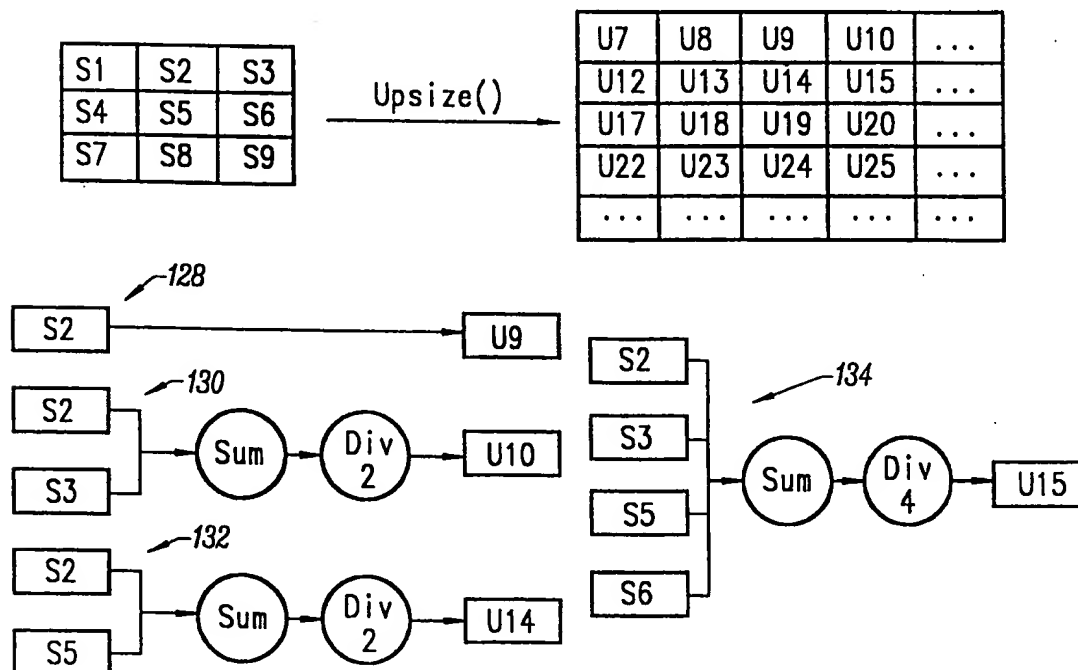 S1 S2 S3
S4 S5 S6
S7 S8 S9
Upsize()
U7 U8 U9 U10 ...
U12 U13 U14 U15 ...
U17 U18 U19 U20 ...
U22 U23 U24 U25 ...
... ... ... ... ...
128
S2 U9
130
S2
S3
Sum
Div
2
U10
132
S2
S5
Sum
Div
2
U14
134
S2
S3
S5
S6
Sum
Div
4
U15